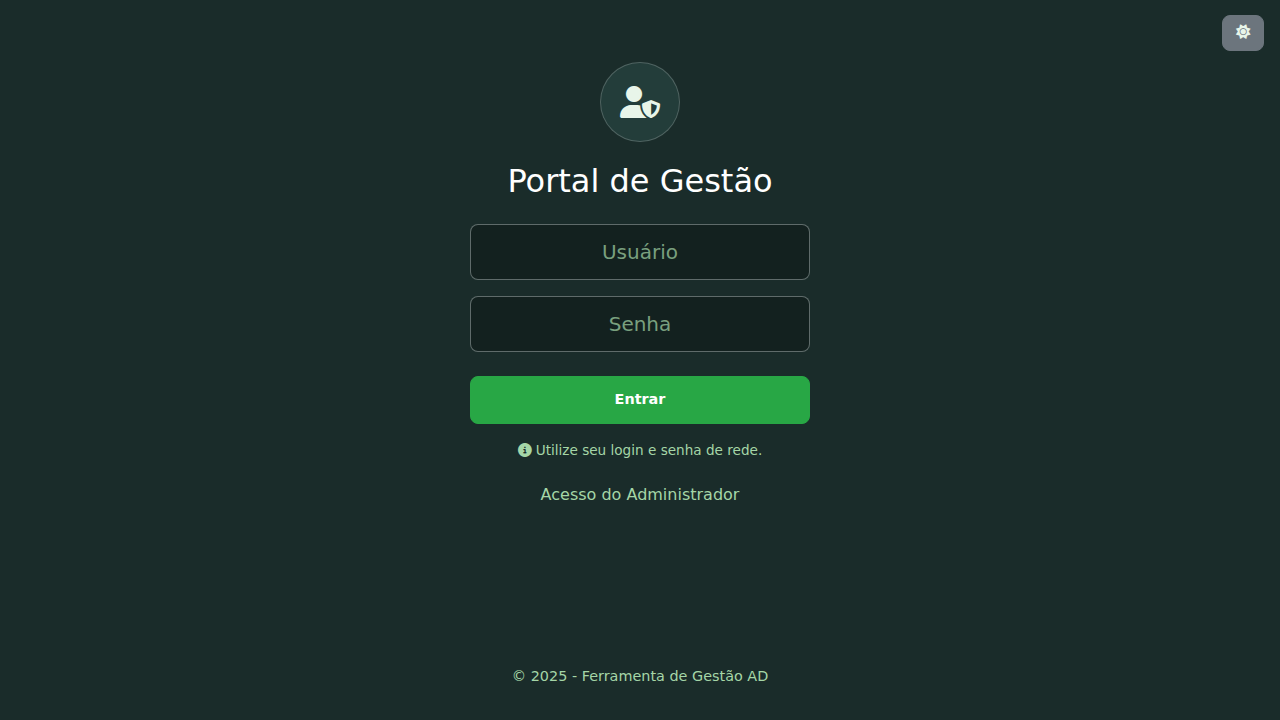 Portal de Gestão
Usuário
Senha
Entrar
Utilize seu login e senha de rede.
Acesso do Administrador
© 2025 - Ferramenta de Gestão AD